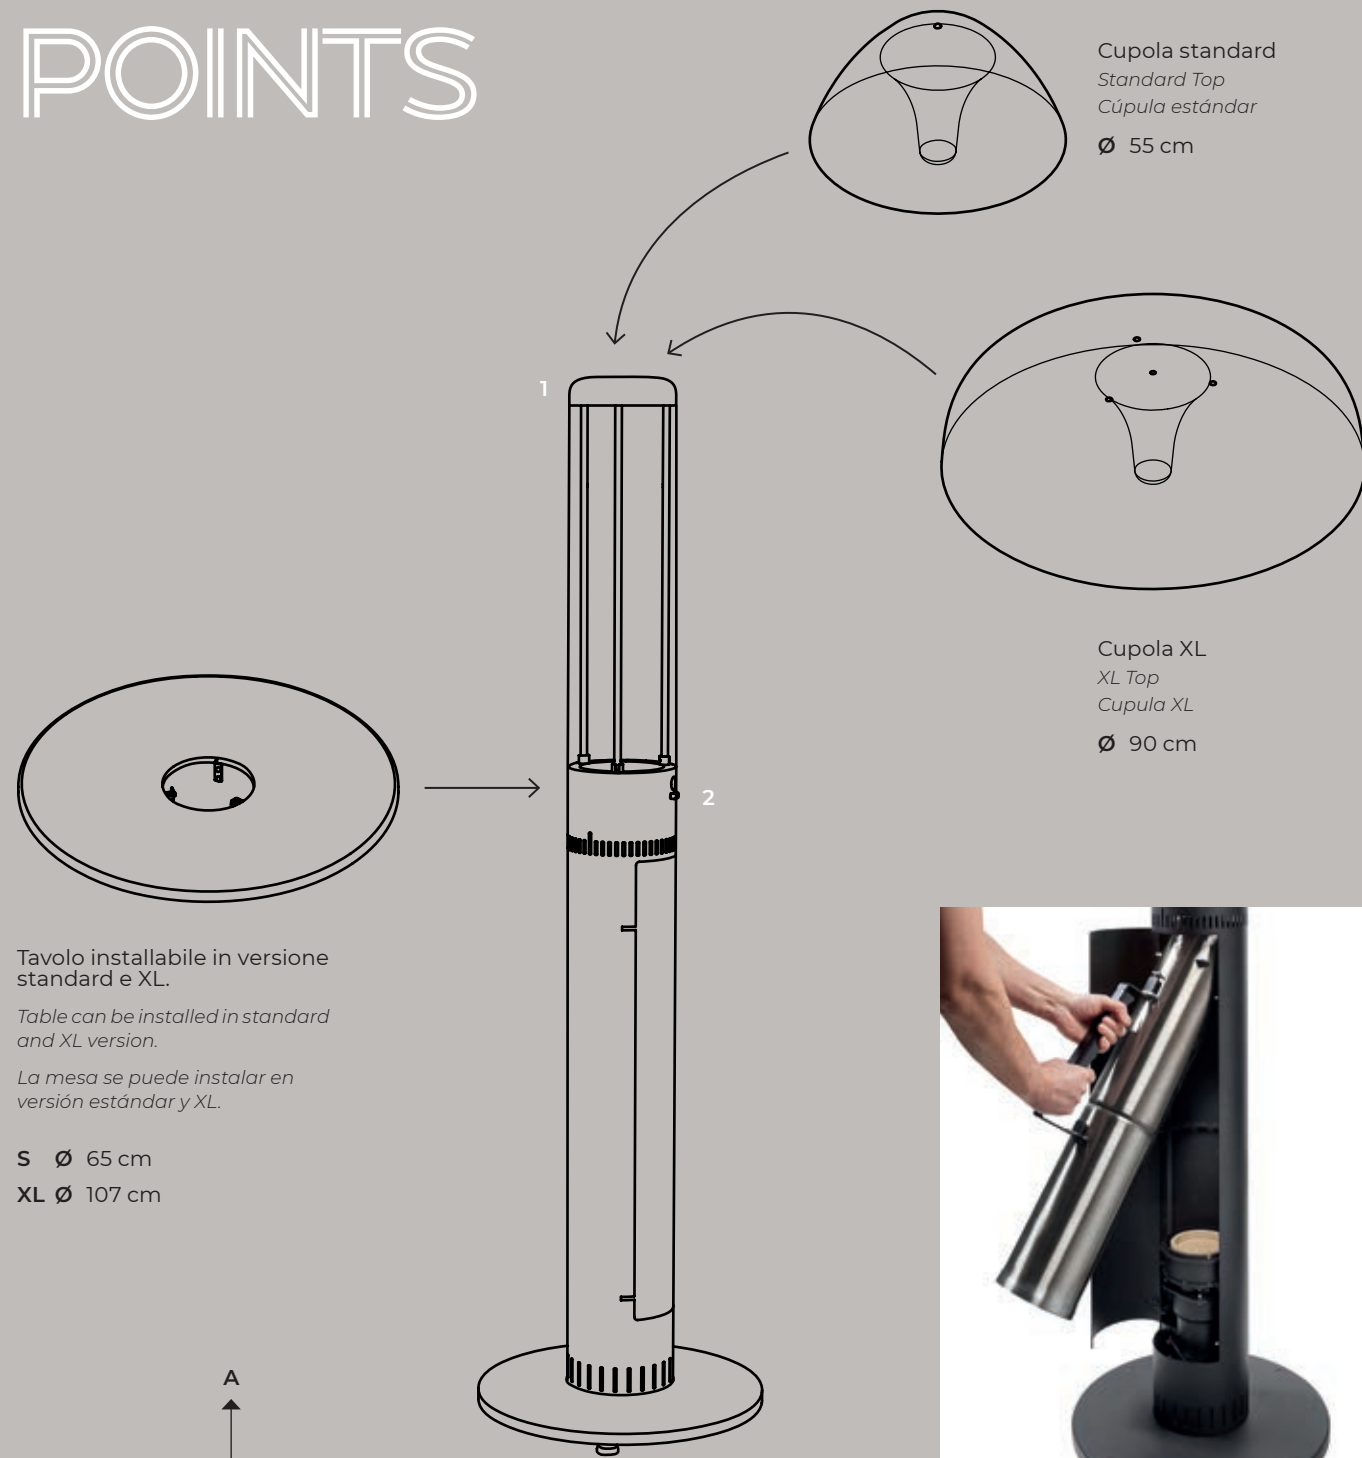 POINTS
Cupola standard
Standard Top
Cúpula estándar
Ø 55 cm
1
Cupola XL
XL Top
Cupula XL
Ø 90 cm
2
Tavolo installabile in versione
standard e XL.
Table can be installed in standard
and XL version.
La mesa se puede instalar en
versión estándar y XL.
S Ø 65 cm
XL Ø 107 cm
A